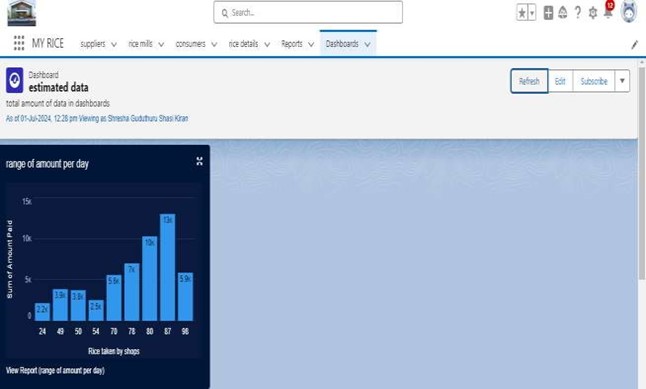 Search...
12
MY RICE suppliers rice mills consumers rice details Reports Dashboards
Dashboard
estimated data
Refresh Edit Subscribe
total amount of data in dashboards
As of 01-Jul-2024, 12:28 pm Viewing as Shresha Guduthuru Shasi Kiran
range of amount per day
Sum of Amount Paid
15k
10k
5k
0
2.2k 3.9k 3.8k 2.5k 5.6k 7k 10k 13k 5.9k
24 49 50 54 70 78 80 87 98
Rice taken by shops
View Report (range of amount per day)